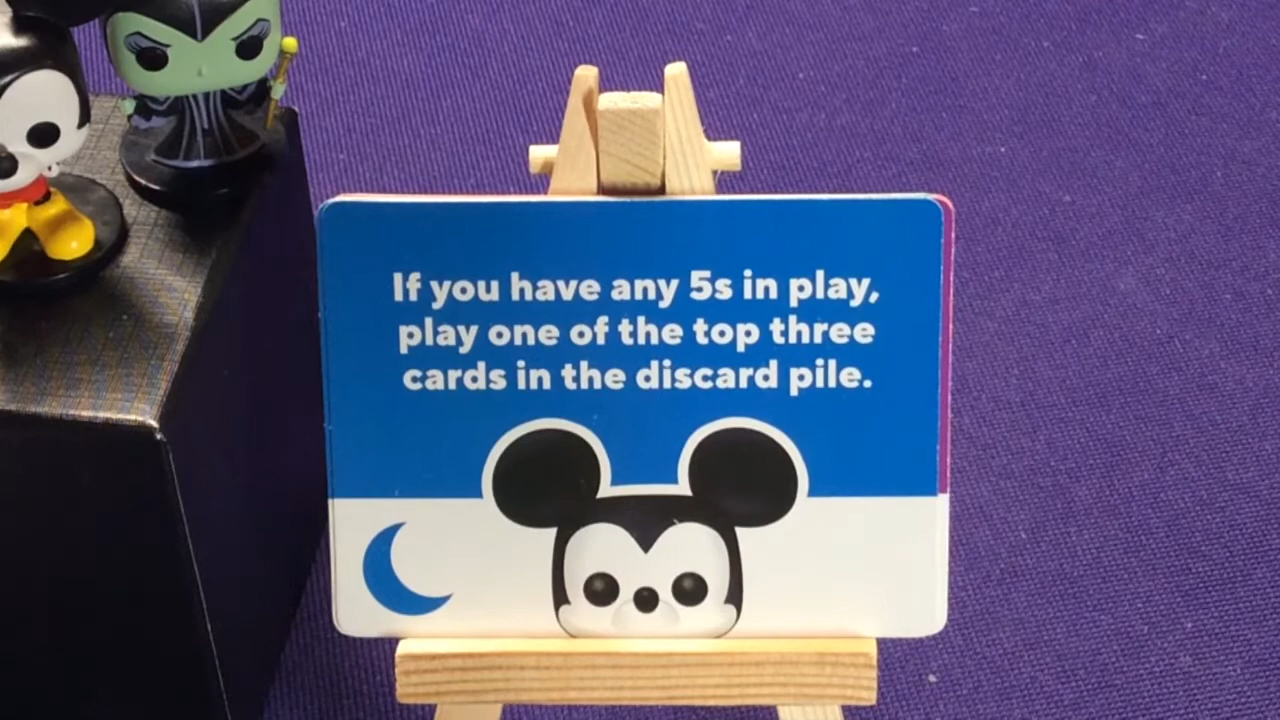 If you have any 5s in play,
play one of the top three
cards in the discard pile.